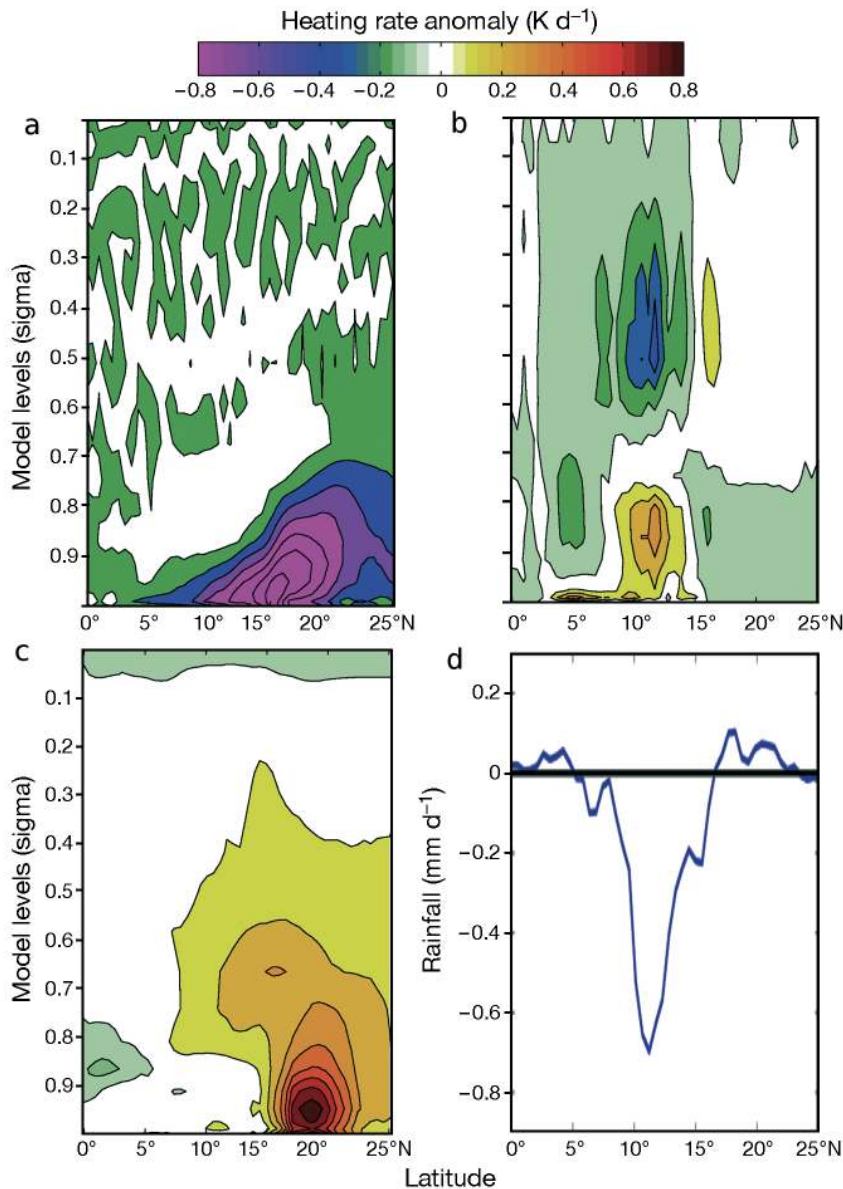 Heating rate anomaly (K d⁻¹)
−0.8 −0.6 −0.4 −0.2 0 0.2 0.4 0.6 0.8
a
Model levels (sigma)
0.1
0.2
0.3
0.4
0.5
0.6
0.7
0.8
0.9
0° 5° 10° 15° 20° 25°N
b
0° 5° 10° 15° 20° 25°N
c
Model levels (sigma)
0.1
0.2
0.3
0.4
0.5
0.6
0.7
0.8
0.9
0° 5° 10° 15° 20° 25°N
d
Rainfall (mm d⁻¹)
0.2
0
−0.2
−0.4
−0.6
−0.8
0° 5° 10° 15° 20° 25°N
Latitude